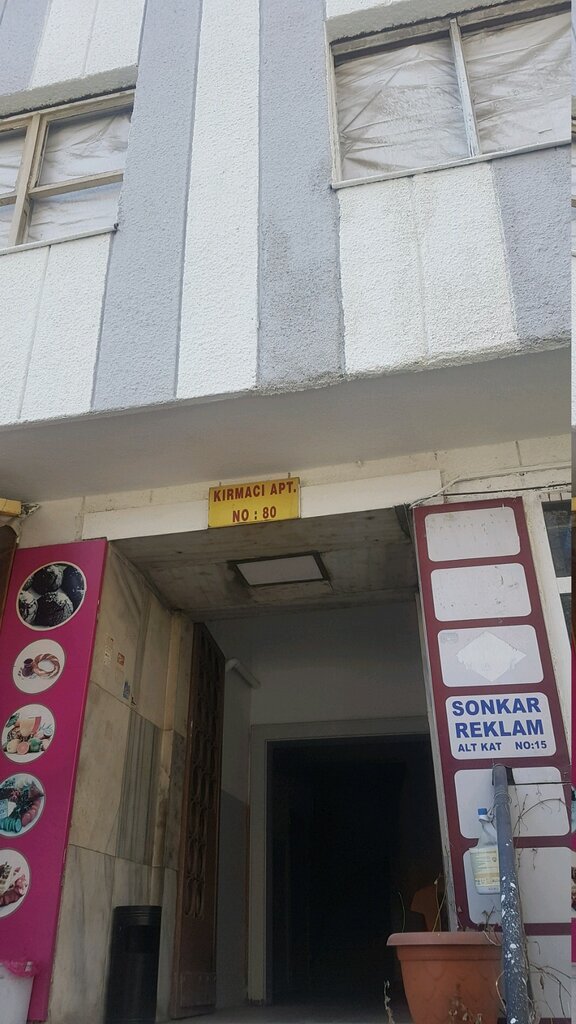 KIRMACI APT.
NO : 80
SONKAR
REKLAM
ALT KAT NO:15